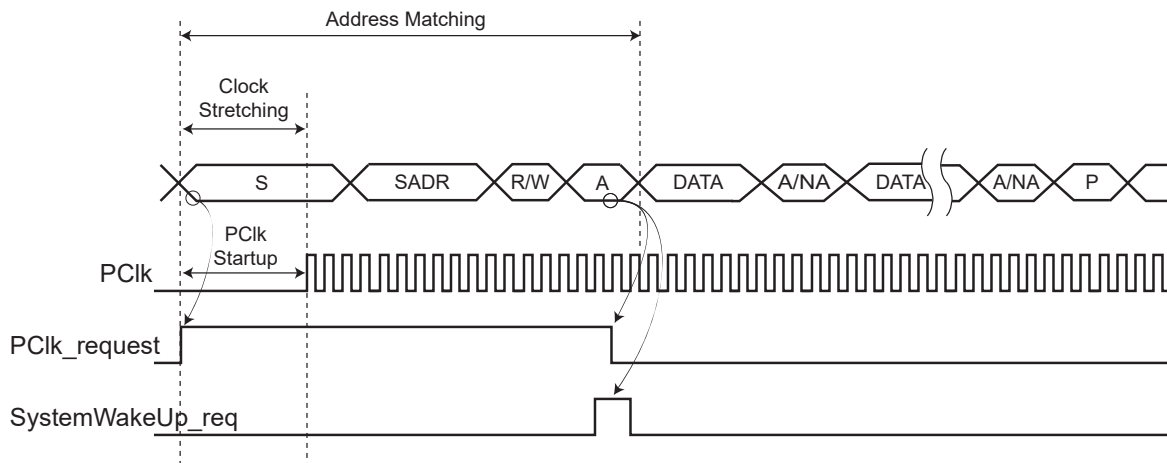 Address Matching
Clock
Stretching
S SADR R/W A DATA A/NA DATA A/NA P
PClk
Startup
PClk
PClk_request
SystemWakeUp_req